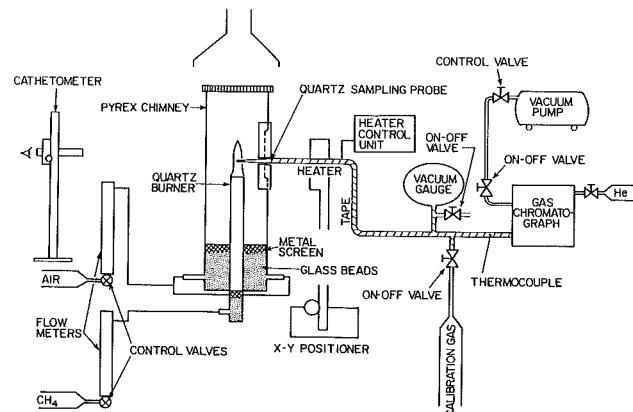 CATHETOMETER
PYREX CHIMNEY
QUARTZ SAMPLING PROBE
CONTROL VALVE
VACUUM
PUMP
HEATER
CONTROL
UNIT
ON-OFF
VALVE
ON-OFF VALVE
QUARTZ
BURNER
HEATER
VACUUM
GAUGE
GAS
CHROMATO-
GRAPH
He
TAPE
METAL
SCREEN
GLASS BEADS
THERMOCOUPLE
ON-OFF VALVE
AIR
FLOW
METERS
CONTROL VALVES
X-Y POSITIONER
CALIBRATION GAS
CH4